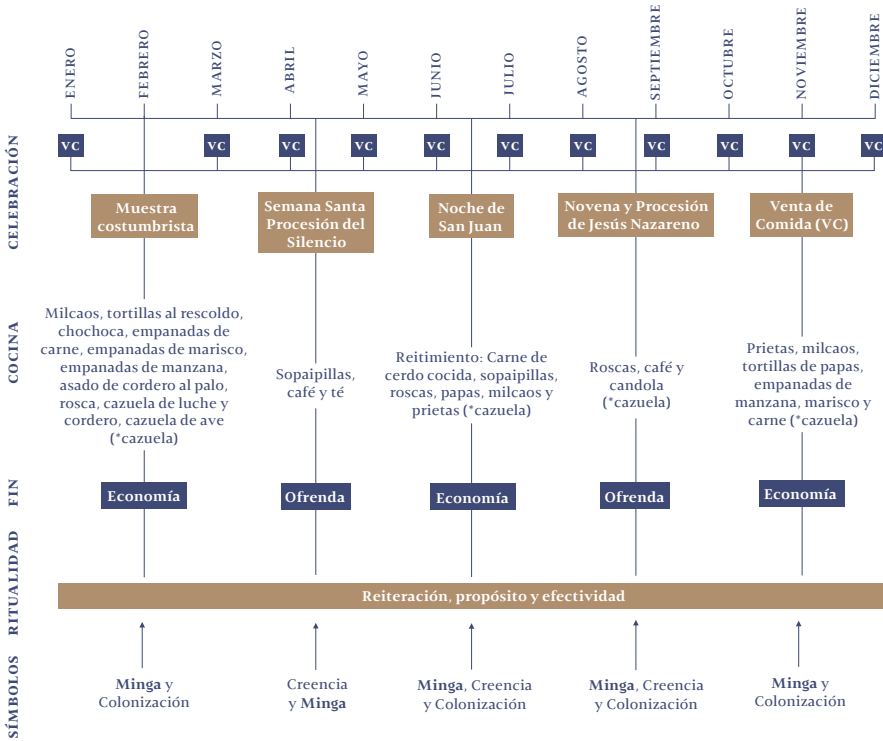 ENERO
FEBRERO
MARZO
ABRIL
MAYO
JUNIO
JULIO
AGOSTO
SEPTIEMBRE
OCTUBRE
NOVIEMBRE
DICIEMBRE
CELEBRACIÓN
VC
VC
VC
VC
VC
VC
VC
VC
VC
VC
VC
Muestra
costumbrista
Semana Santa
Procesión del
Silencio
Noche de
San Juan
Novena y Procesión
de Jesús Nazareno
Venta de
Comida (VC)
COCINA
Milcaos, tortillas al rescoldo,
chochoca, empanadas de
carne, empanadas de marisco,
empanadas de manzana,
asado de cordero al palo,
rosca, cazuela de luche y
cordero, cazuela de ave
(*cazuela)
Sopaipillas,
café y té
Reitimiento: Carne de
cerdo cocida, sopaipillas,
roscas, papas, milcaos y
prietas (*cazuela)
Roscas, café y
candola
(*cazuela)
Prietas, milcaos,
tortillas de papas,
empanadas de
manzana, marisco y
carne (*cazuela)
FIN
Economía
Ofrenda
Economía
Ofrenda
Economía
RITUALIDAD
Reiteración, propósito y efectividad
SÍMBOLOS
Minga y
Colonización
Creencia
y Minga
Minga, Creencia
y Colonización
Minga, Creencia
y Colonización
Minga y
Colonización